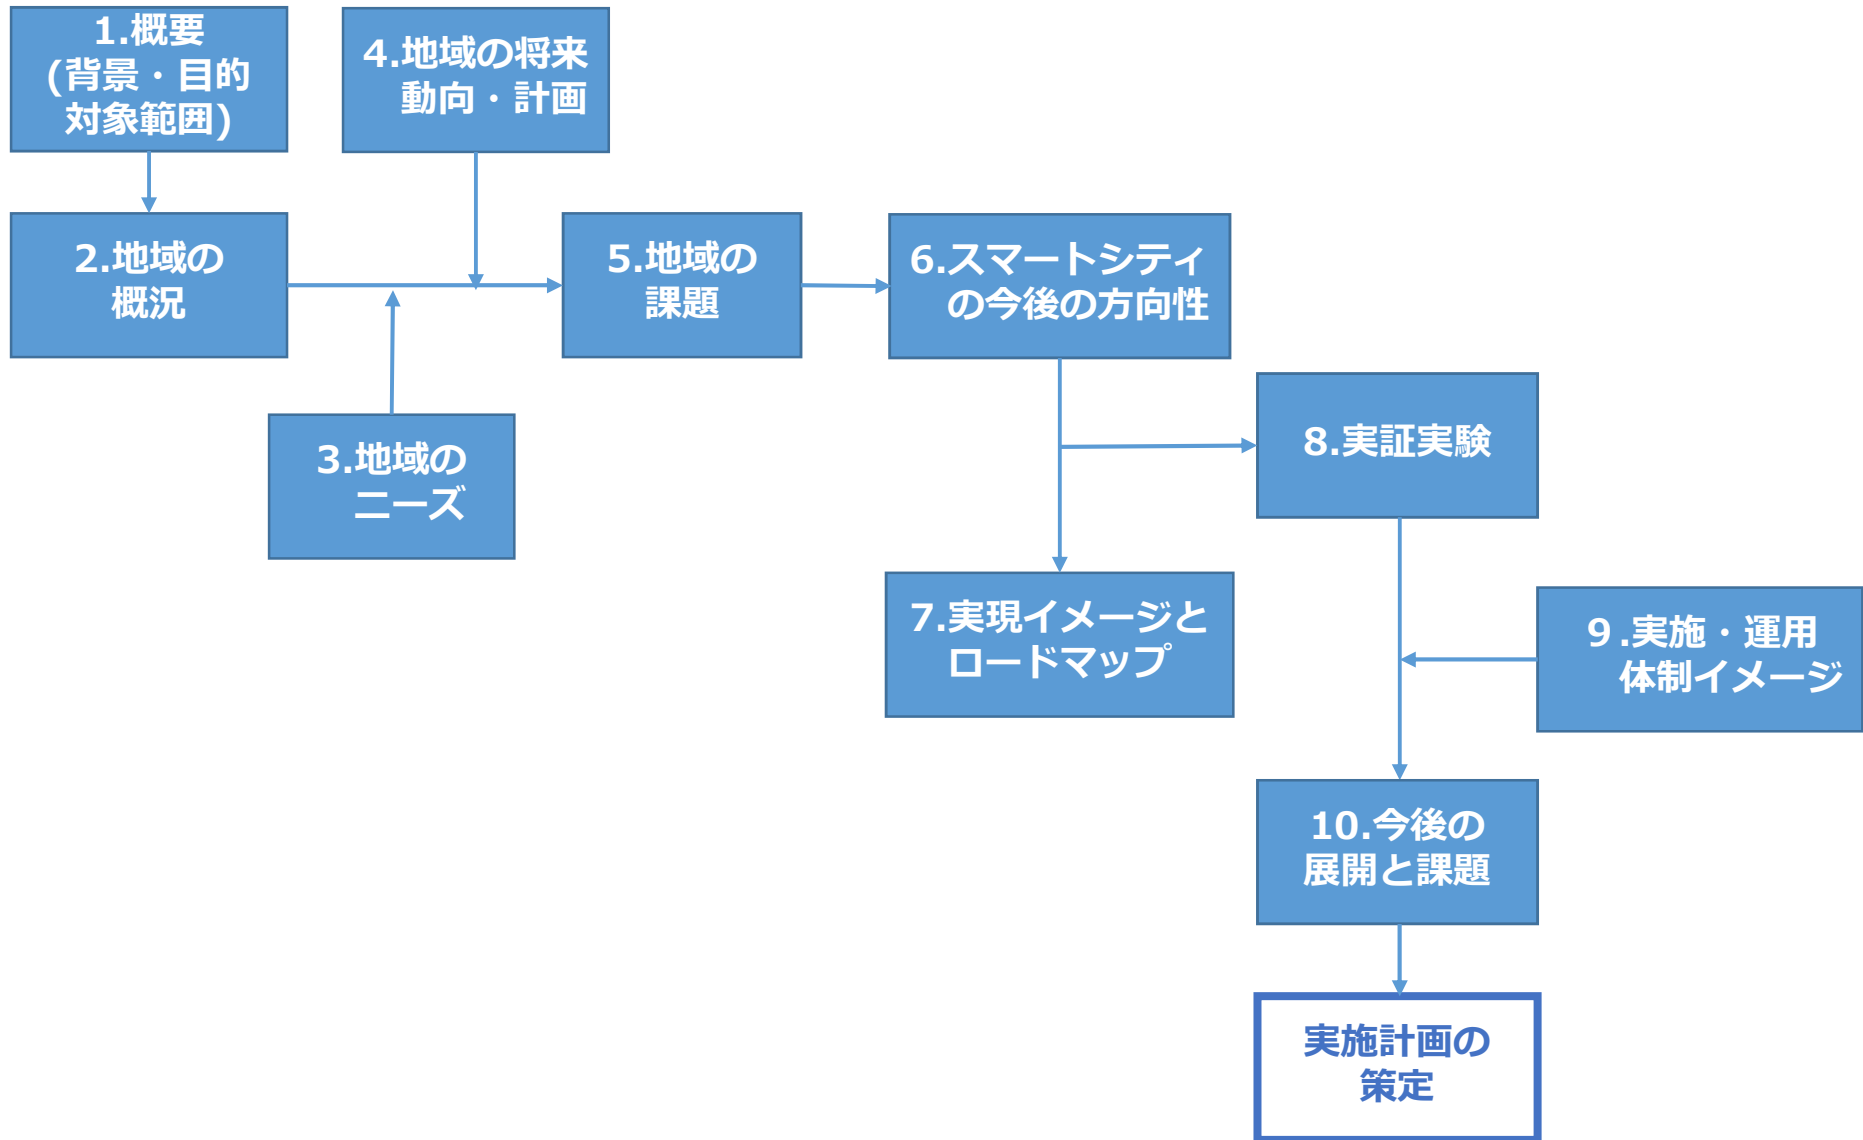 1.概要
(背景・目的
対象範囲)
4.地域の将来
動向・計画
2.地域の
概況
5.地域の
課題
6.スマートシティ
の今後の方向性
3.地域の
ニーズ
8.実証実験
7.実現イメージと
ロードマップ
９.実施・運用
体制イメージ
10.今後の
展開と課題
実施計画の
策定